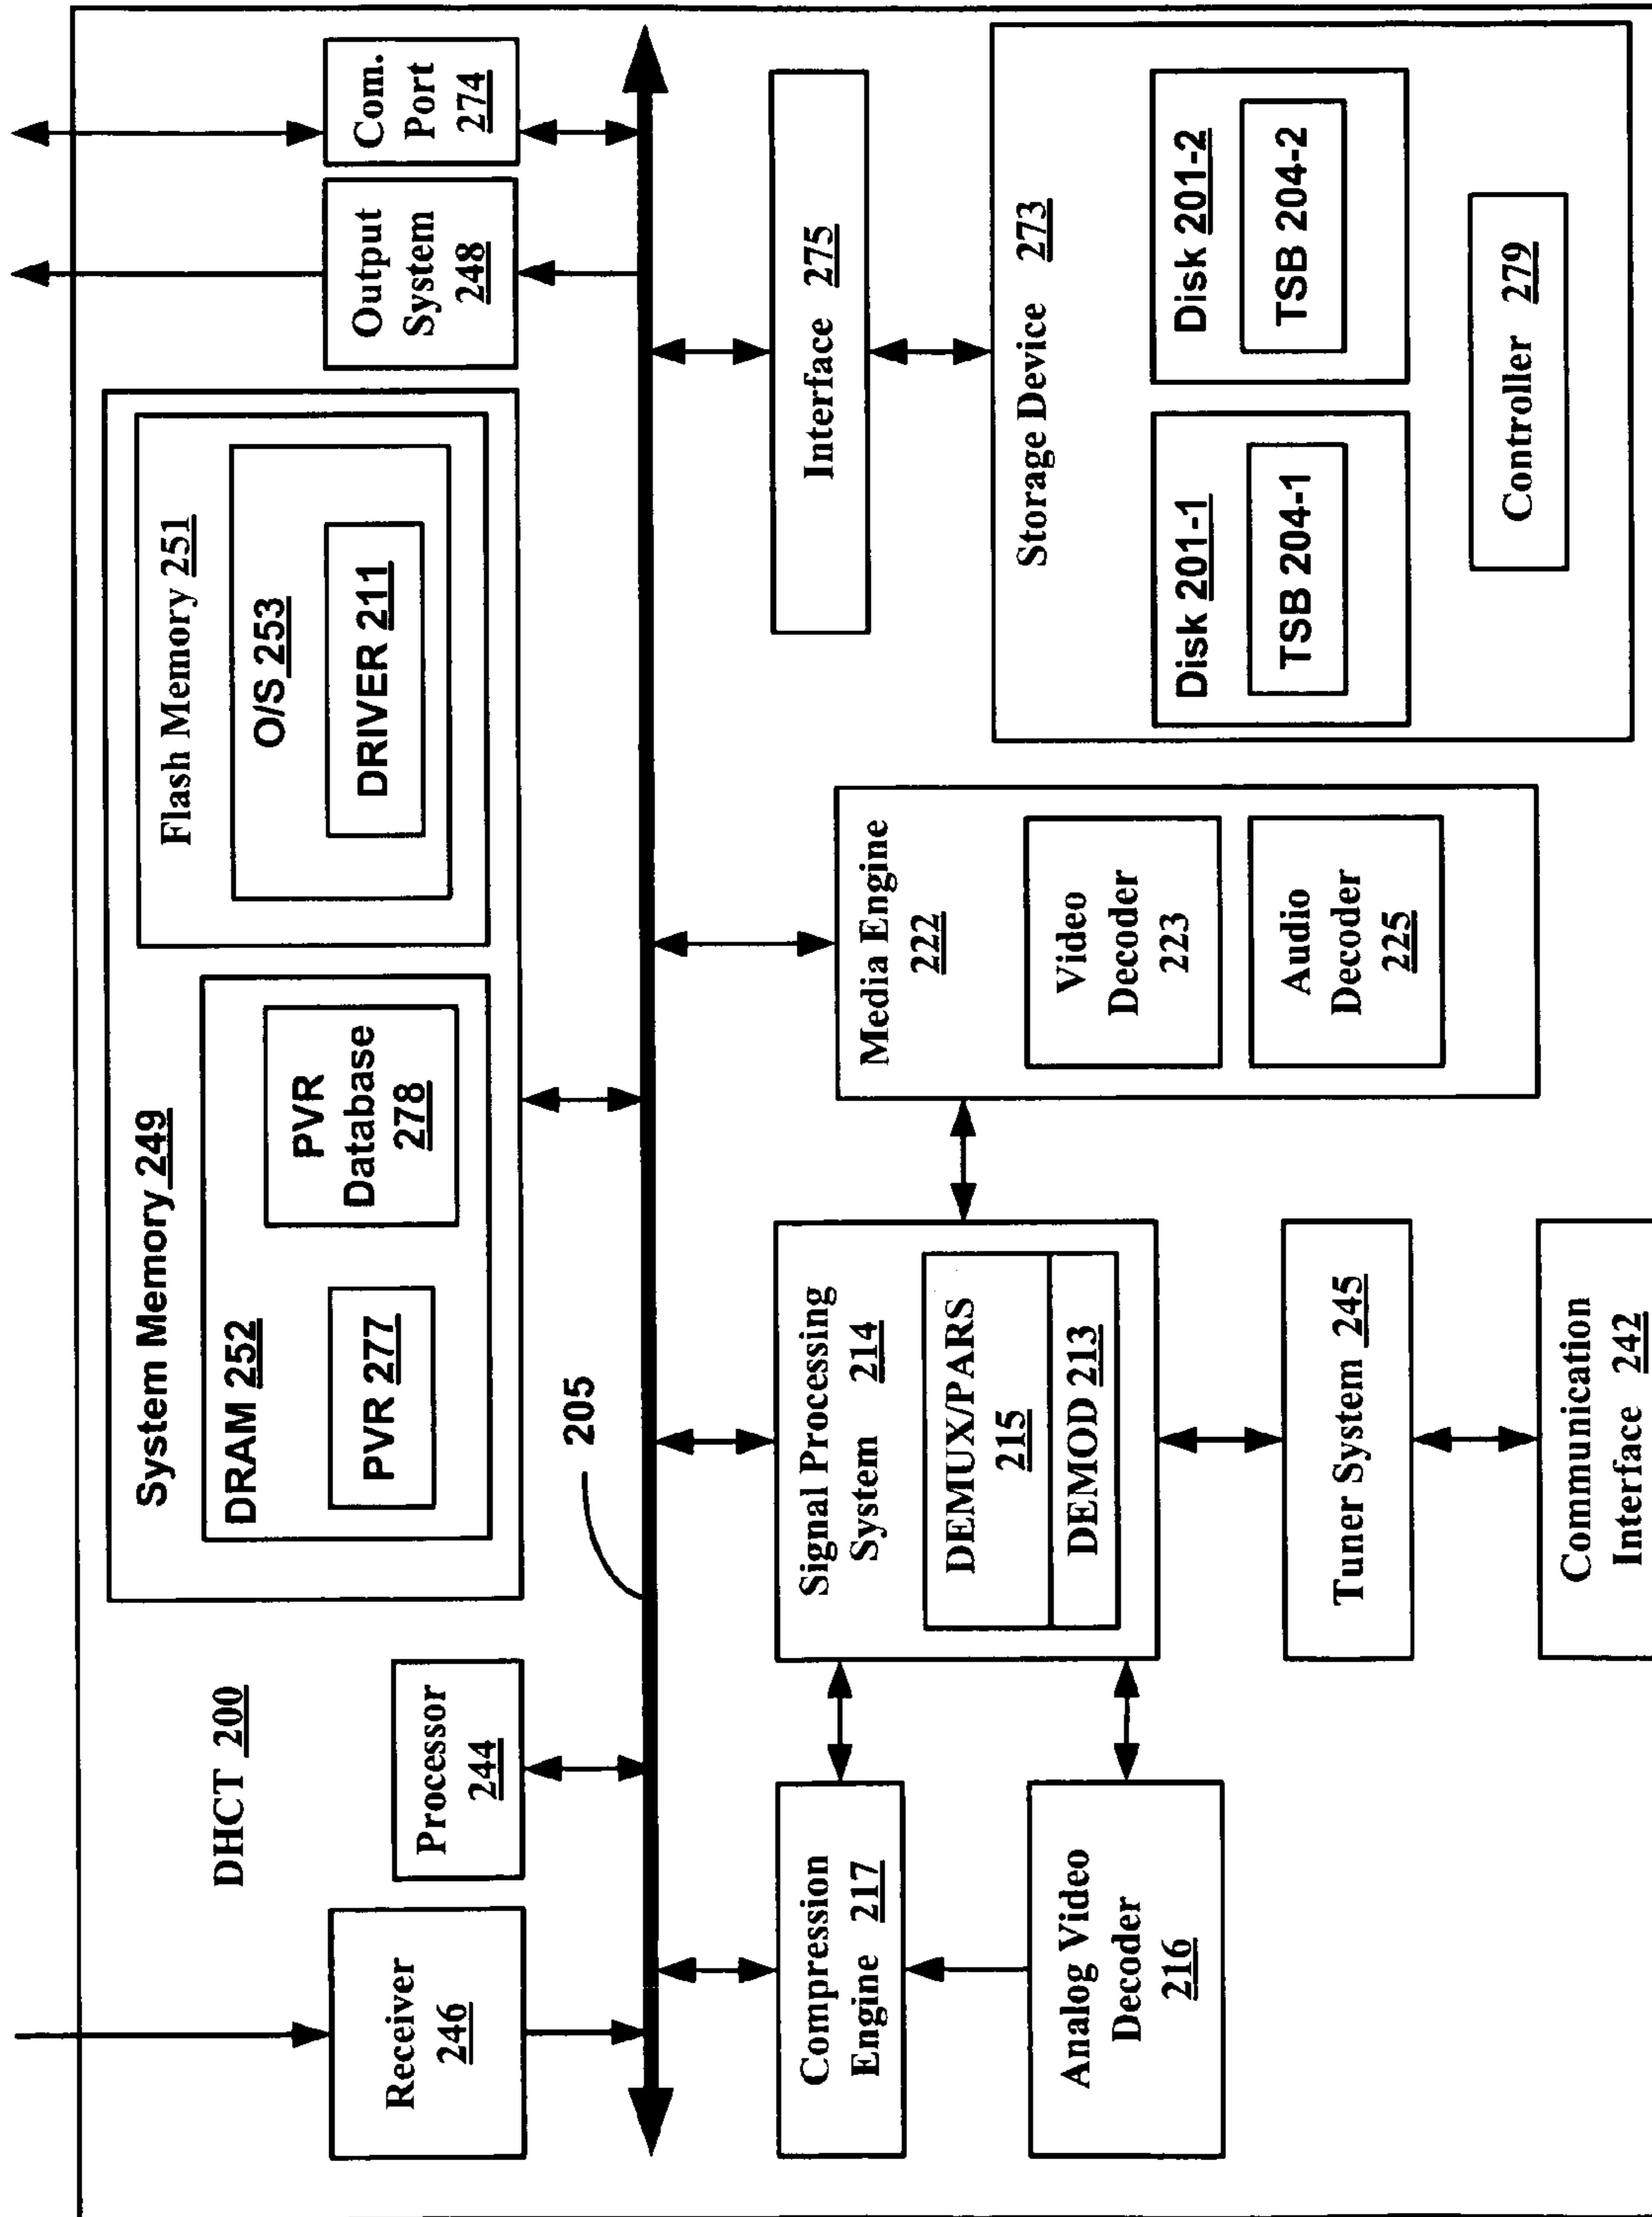 DHCT 200
Receiver
246
Processor
244
System Memory 249
DRAM 252
PVR 277
PVR
Database
278
Flash Memory 251
O/S 253
DRIVER 211
Output
System
248
Com.
Port
274
205
Compression
Engine 217
Analog Video
Decoder
216
Signal Processing
System 214
DEMUX/PARS
215
DEMOD 213
Tuner System 245
Communication
Interface 242
Media Engine
222
Video
Decoder
223
Audio
Decoder
225
Interface 275
Storage Device 273
Disk 201-1
TSB 204-1
Disk 201-2
TSB 204-2
Controller 279